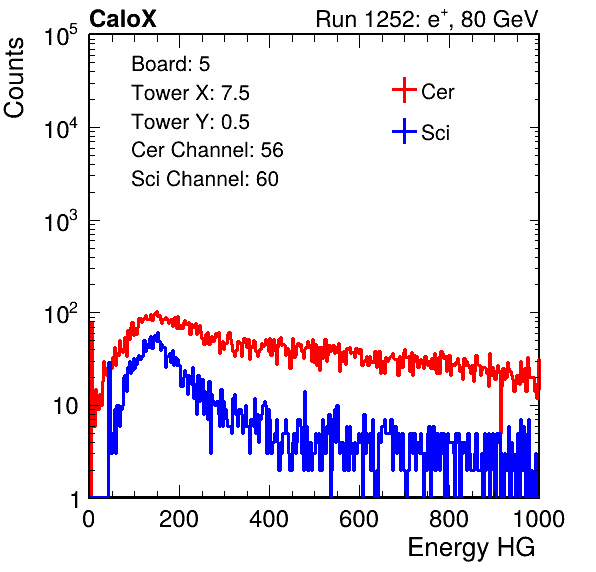 CaloX Run 1252: e+, 80 GeV
Counts
Board: 5
Tower X: 7.5
Tower Y: 0.5
Cer Channel: 56
Sci Channel: 60
Cer
Sci
10^5
10^4
10^3
10^2
10
1
0 200 400 600 800 1000
Energy HG